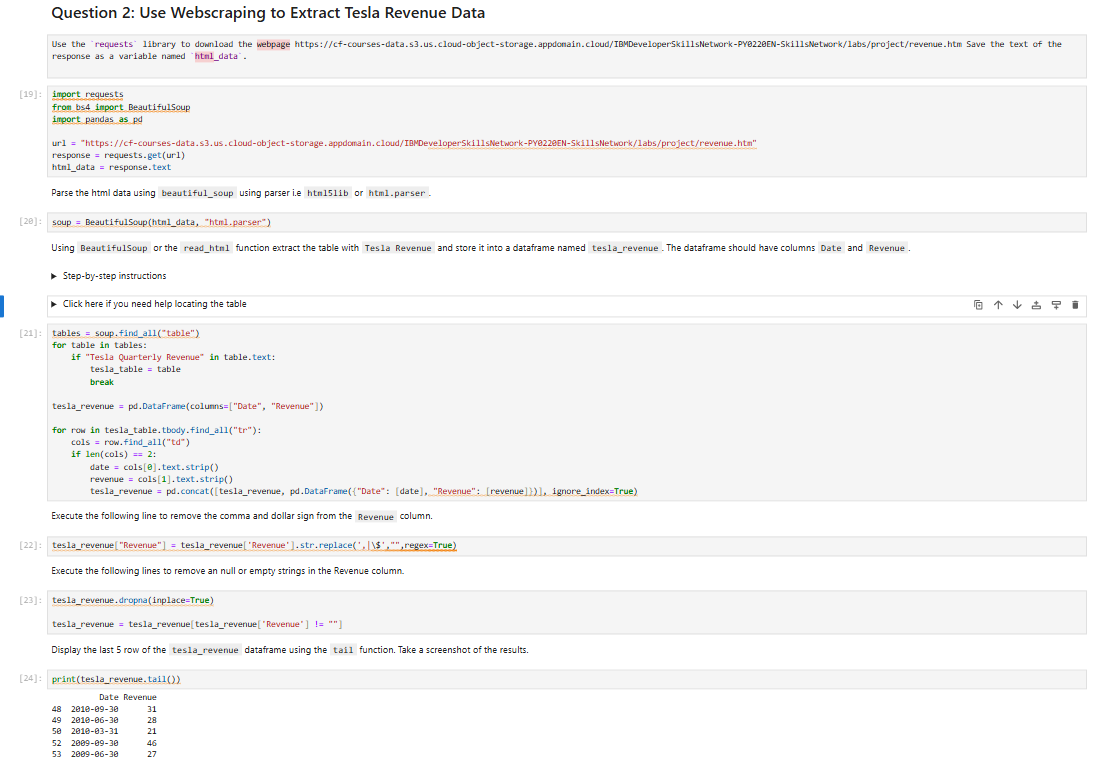 Question 2: Use Webscraping to Extract Tesla Revenue Data
Use the `requests` library to download the webpage https://cf-courses-data.s3.us.cloud-object-storage.appdomain.cloud/IBMDeveloperSkillsNetwork-PY0220EN-SkillsNetwork/labs/project/revenue.htm Save the text of the
response as a variable named `html_data`.
[19]: import requests
from bs4 import BeautifulSoup
import pandas as pd
url = "https://cf-courses-data.s3.us.cloud-object-storage.appdomain.cloud/IBMDeveloperSkillsNetwork-PY0220EN-SkillsNetwork/labs/project/revenue.htm"
response = requests.get(url)
html_data = response.text
Parse the html data using beautiful_soup using parser i.e html5lib or html.parser.
[20]: soup = BeautifulSoup(html_data, "html.parser")
Using BeautifulSoup or the read_html function extract the table with Tesla Revenue and store it into a dataframe named tesla_revenue. The dataframe should have columns Date and Revenue.
Step-by-step instructions
Click here if you need help locating the table
[21]: tables = soup.find_all("table")
for table in tables:
    if "Tesla Quarterly Revenue" in table.text:
        tesla_table = table
        break
tesla_revenue = pd.DataFrame(columns=["Date", "Revenue"])
for row in tesla_table.tbody.find_all("tr"):
    cols = row.find_all("td")
    if len(cols) == 2:
        date = cols[0].text.strip()
        revenue = cols[1].text.strip()
        tesla_revenue = pd.concat([tesla_revenue, pd.DataFrame({"Date": [date], "Revenue": [revenue]})], ignore_index=True)
Execute the following line to remove the comma and dollar sign from the Revenue column.
[22]: tesla_revenue["Revenue"] = tesla_revenue['Revenue'].str.replace(',|\$',"",regex=True)
Execute the following lines to remove an null or empty strings in the Revenue column.
[23]: tesla_revenue.dropna(inplace=True)
tesla_revenue = tesla_revenue[tesla_revenue['Revenue'] != ""]
Display the last 5 row of the tesla_revenue dataframe using the tail function. Take a screenshot of the results.
[24]: print(tesla_revenue.tail())
          Date Revenue
48  2010-09-30      31
49  2010-06-30      28
50  2010-03-31      21
52  2009-09-30      46
53  2009-06-30      27